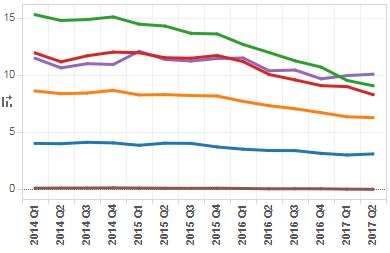 15
10
5
0
2014 Q1
2014 Q2
2014 Q3
2014 Q4
2015 Q1
2015 Q2
2015 Q3
2015 Q4
2016 Q1
2016 Q2
2016 Q3
2016 Q4
2017 Q1
2017 Q2